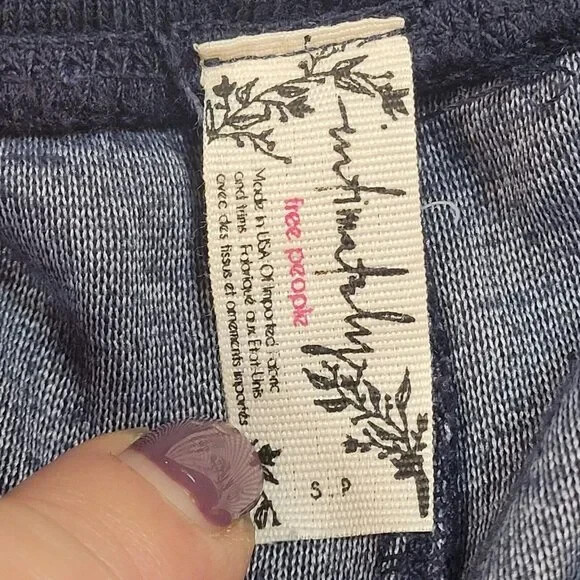 intimately
free people
Made in USA Of Imported Fabric
and trims Fabriqué aux Etat-Unis
avec des tissus et ornements importés
S P